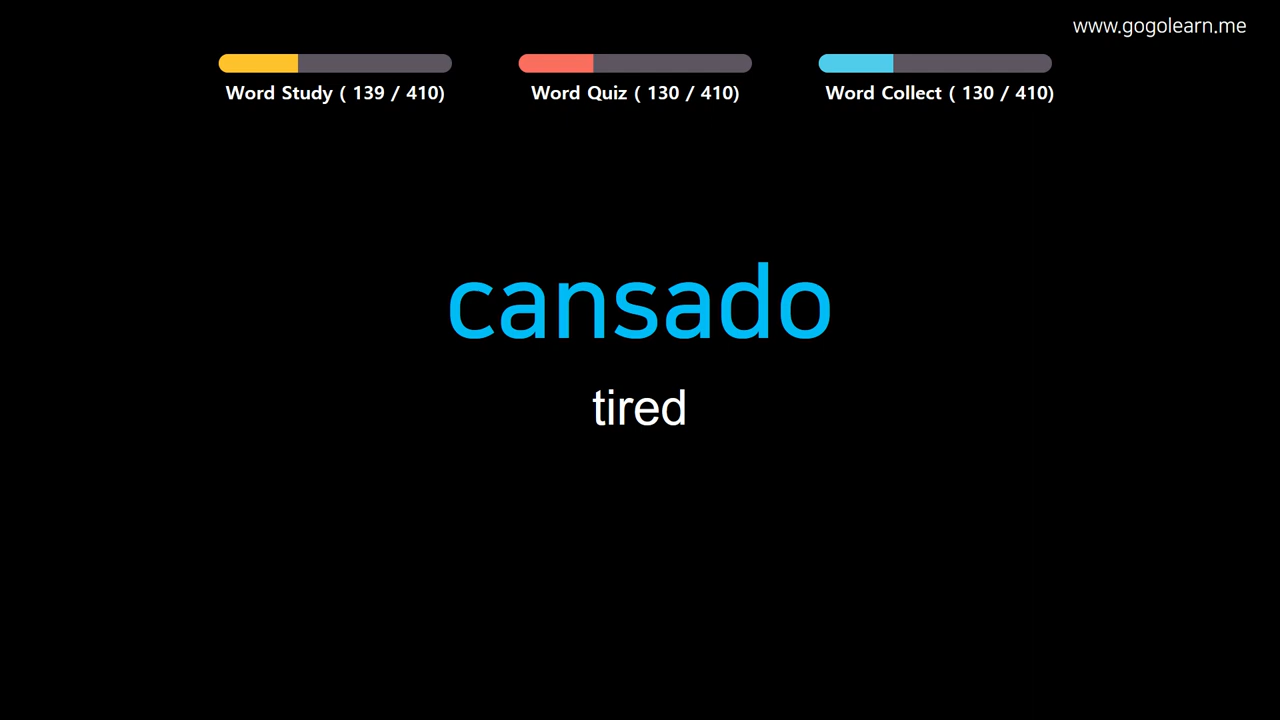 www.gogolearn.me
Word Study ( 139 / 410)
Word Quiz ( 130 / 410)
Word Collect ( 130 / 410)
cansado
tired